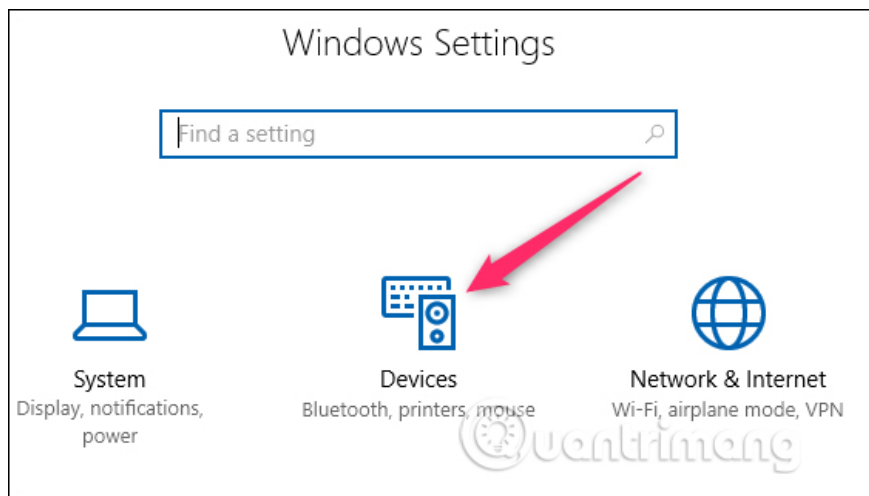 Windows Settings
Find a setting
System
Display, notifications,
power
Devices
Bluetooth, printers, mouse
Network & Internet
Wi-Fi, airplane mode, VPN
Quantrimang